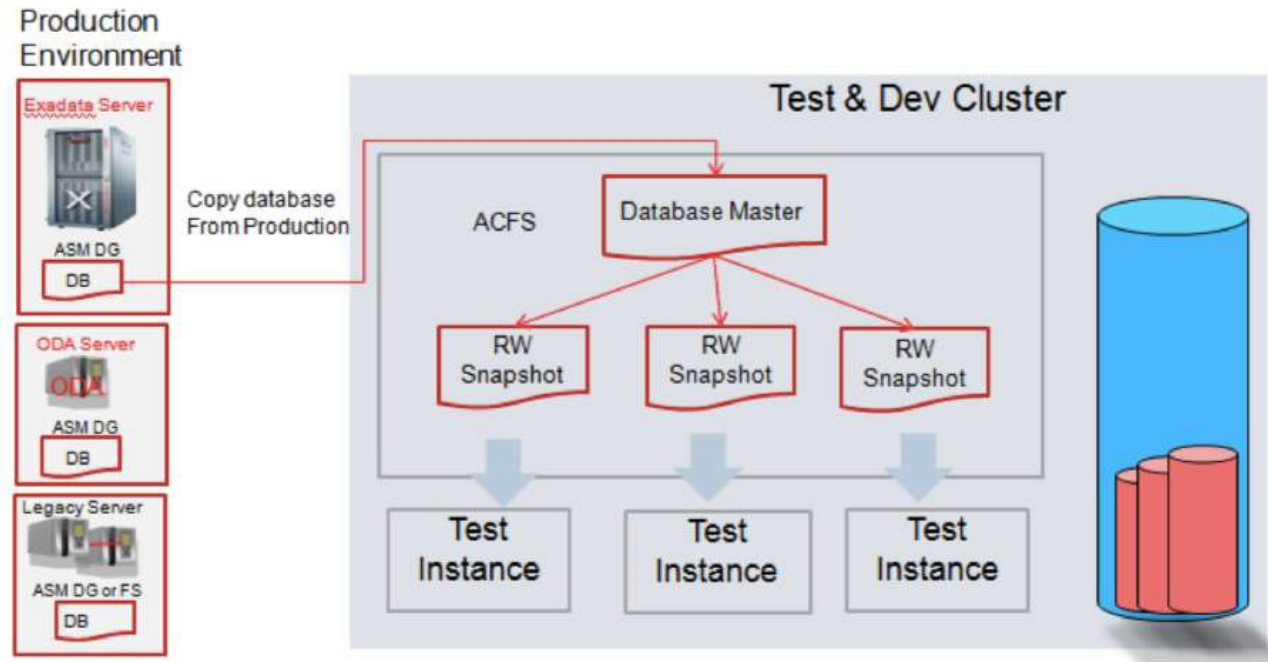 Production
Environment
Exadata Server
X
ASM DG
DB
ODA Server
ODA
ASM DG
DB
Legacy Server
ASM DG or FS
DB
Copy database
From Production
Test & Dev Cluster
ACFS
Database Master
RW
Snapshot
RW
Snapshot
RW
Snapshot
Test
Instance
Test
Instance
Test
Instance